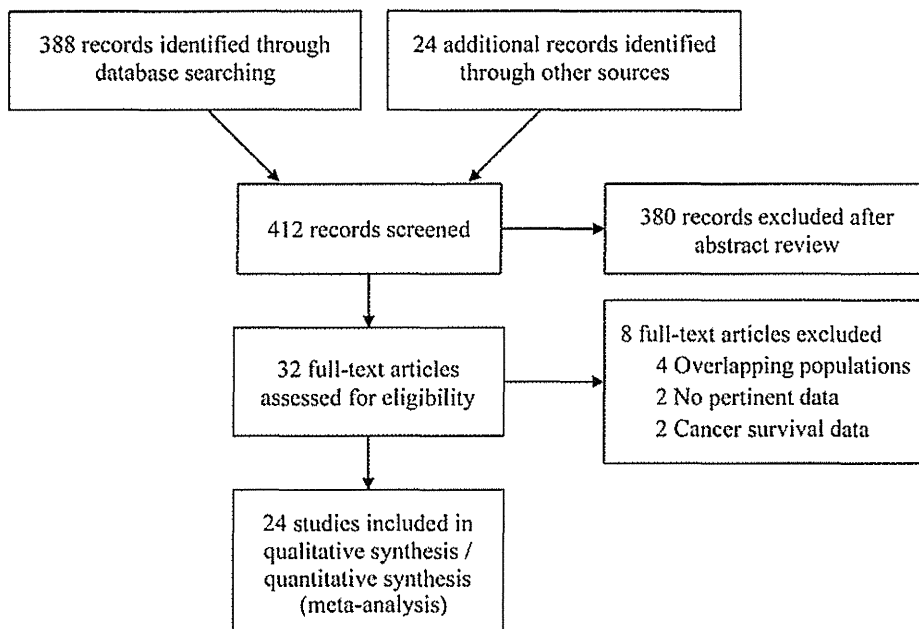 388 records identified through
database searching
24 additional records identified
through other sources
412 records screened
380 records excluded after
abstract review
32 full-text articles
assessed for eligibility
8 full-text articles excluded
4 Overlapping populations
2 No pertinent data
2 Cancer survival data
24 studies included in
qualitative synthesis /
quantitative synthesis
(meta-analysis)